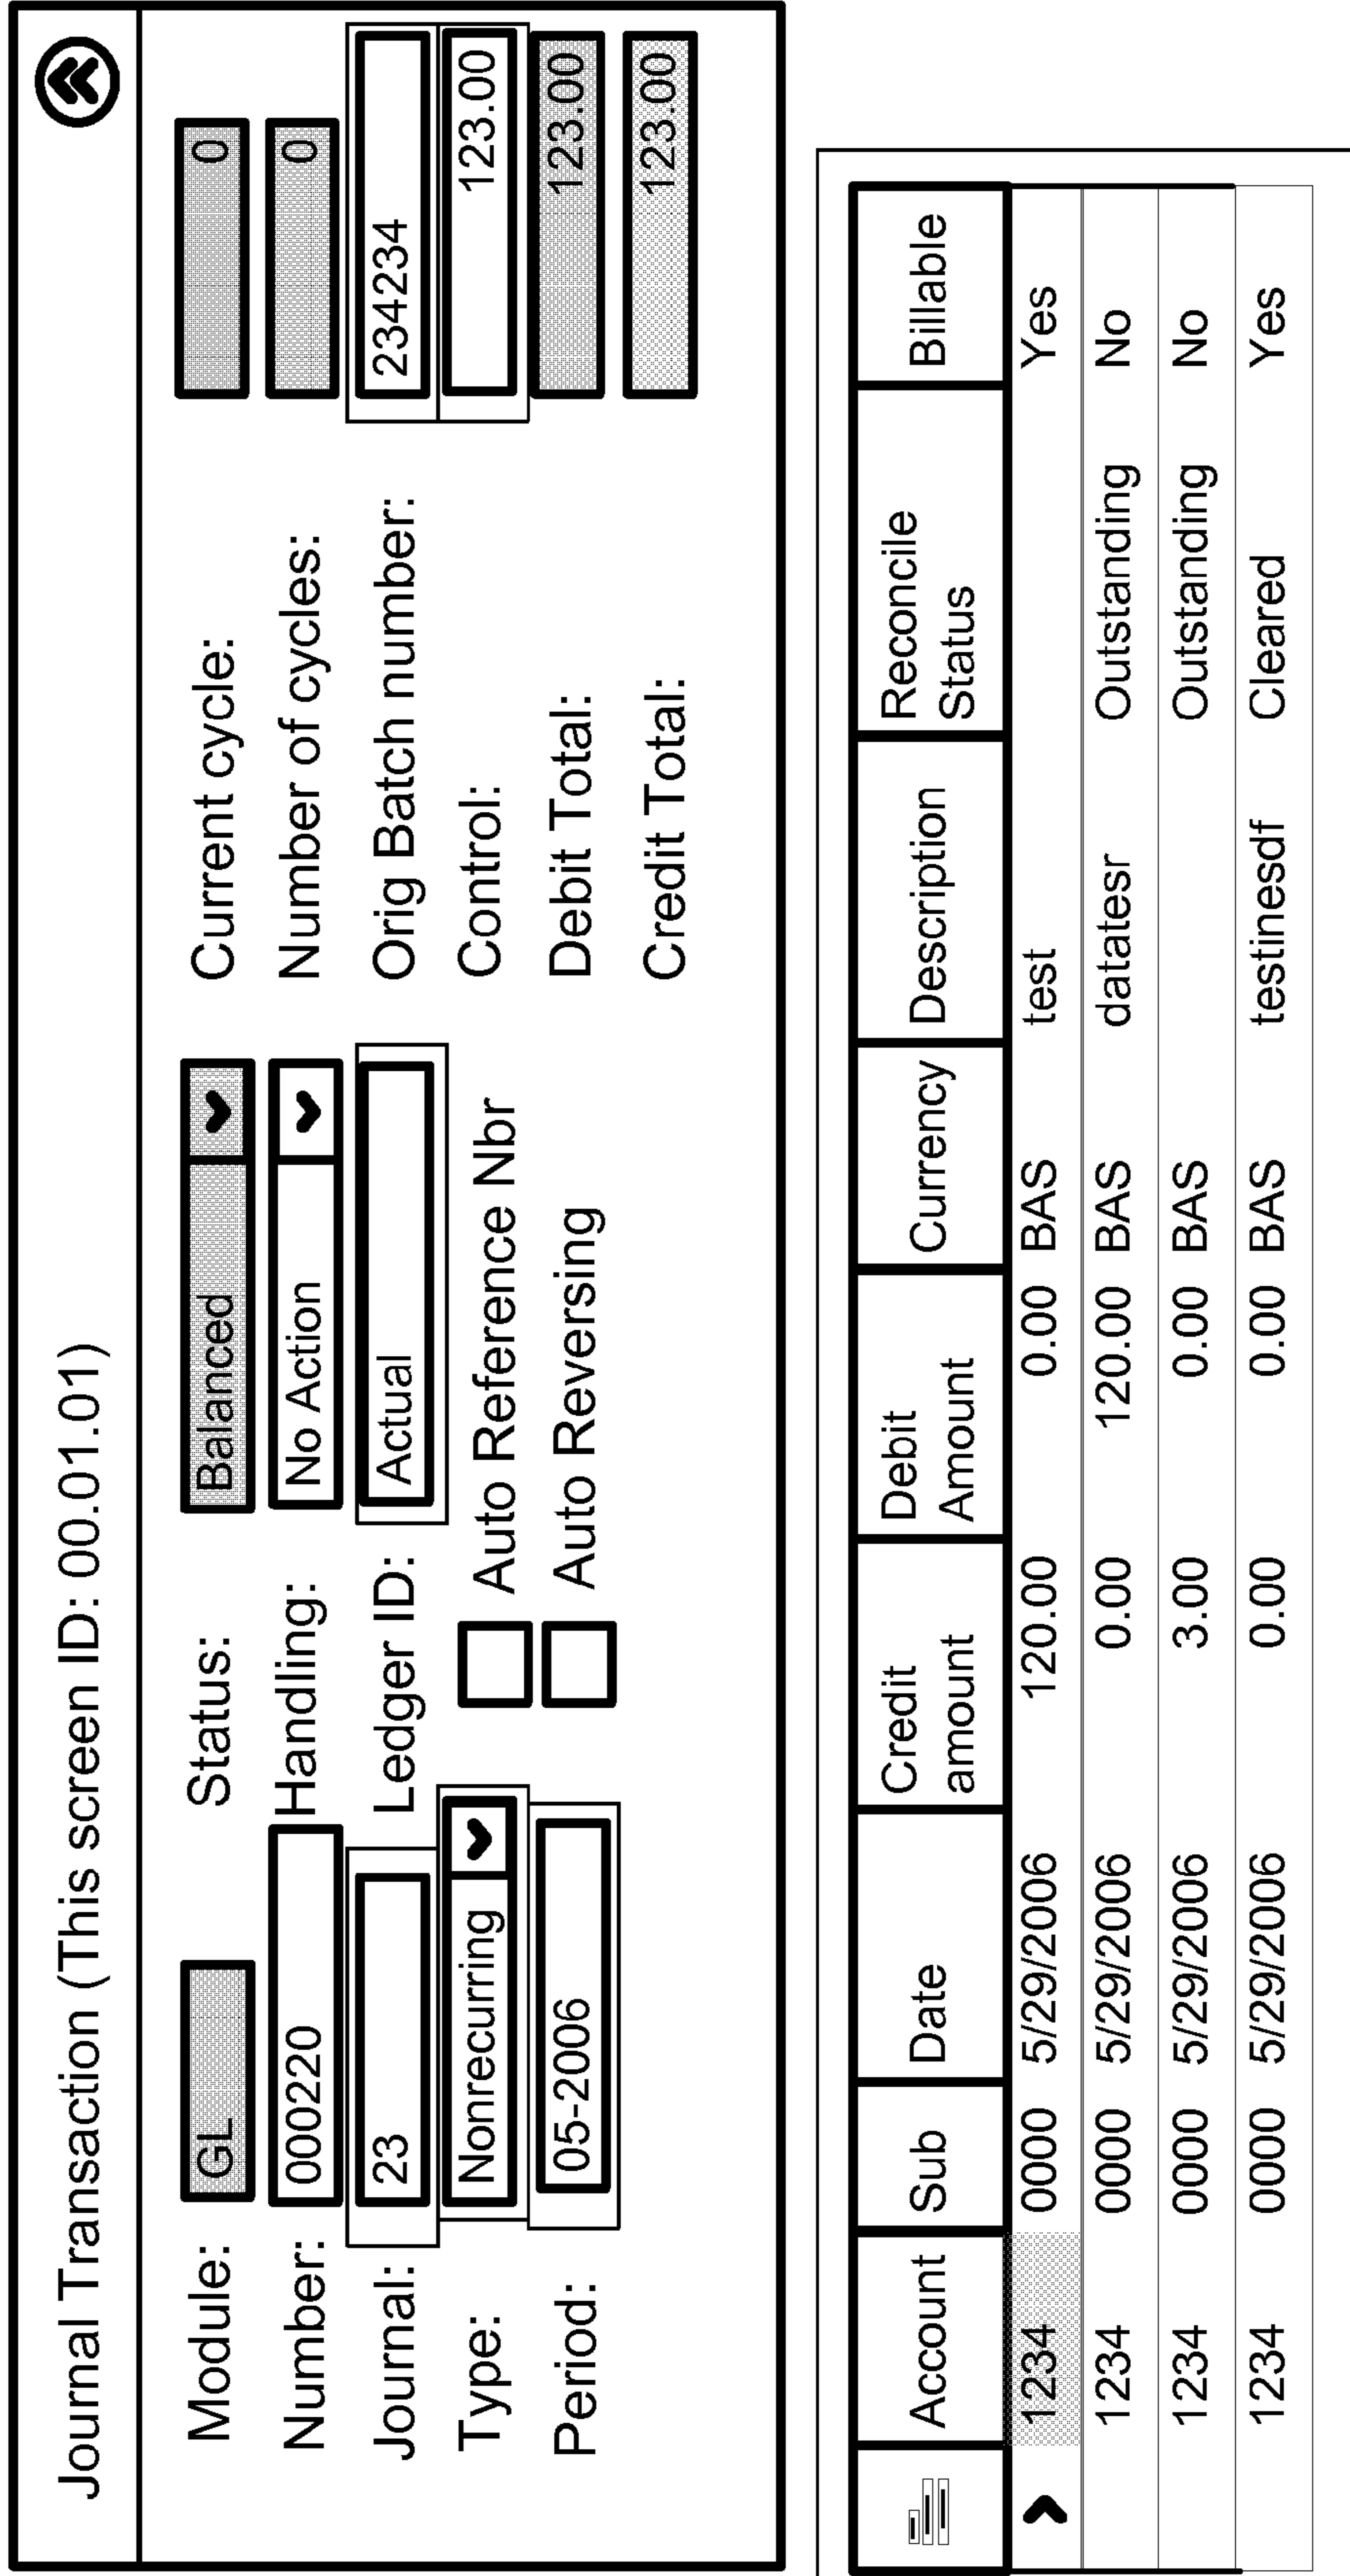 Journal Transaction (This screen ID: 00.01.01)
Module: GL Status: Balanced Current cycle: 0
Number: 000220 Handling: No Action Number of cycles: 0
Journal: 23 Ledger ID: Actual Orig Batch number: 234234
Type: Nonrecurring Auto Reference Nbr Control: 123.00
Period: 05-2006 Auto Reversing Debit Total: 123.00
Credit Total: 123.00
Account Sub Date Credit amount Debit Amount Currency Description Reconcile Status Billable
1234 0000 5/29/2006 120.00 0.00 BAS test Yes
1234 0000 5/29/2006 0.00 120.00 BAS datatesr Outstanding No
1234 0000 5/29/2006 3.00 0.00 BAS Outstanding No
1234 0000 5/29/2006 0.00 0.00 BAS testinesdf Cleared Yes